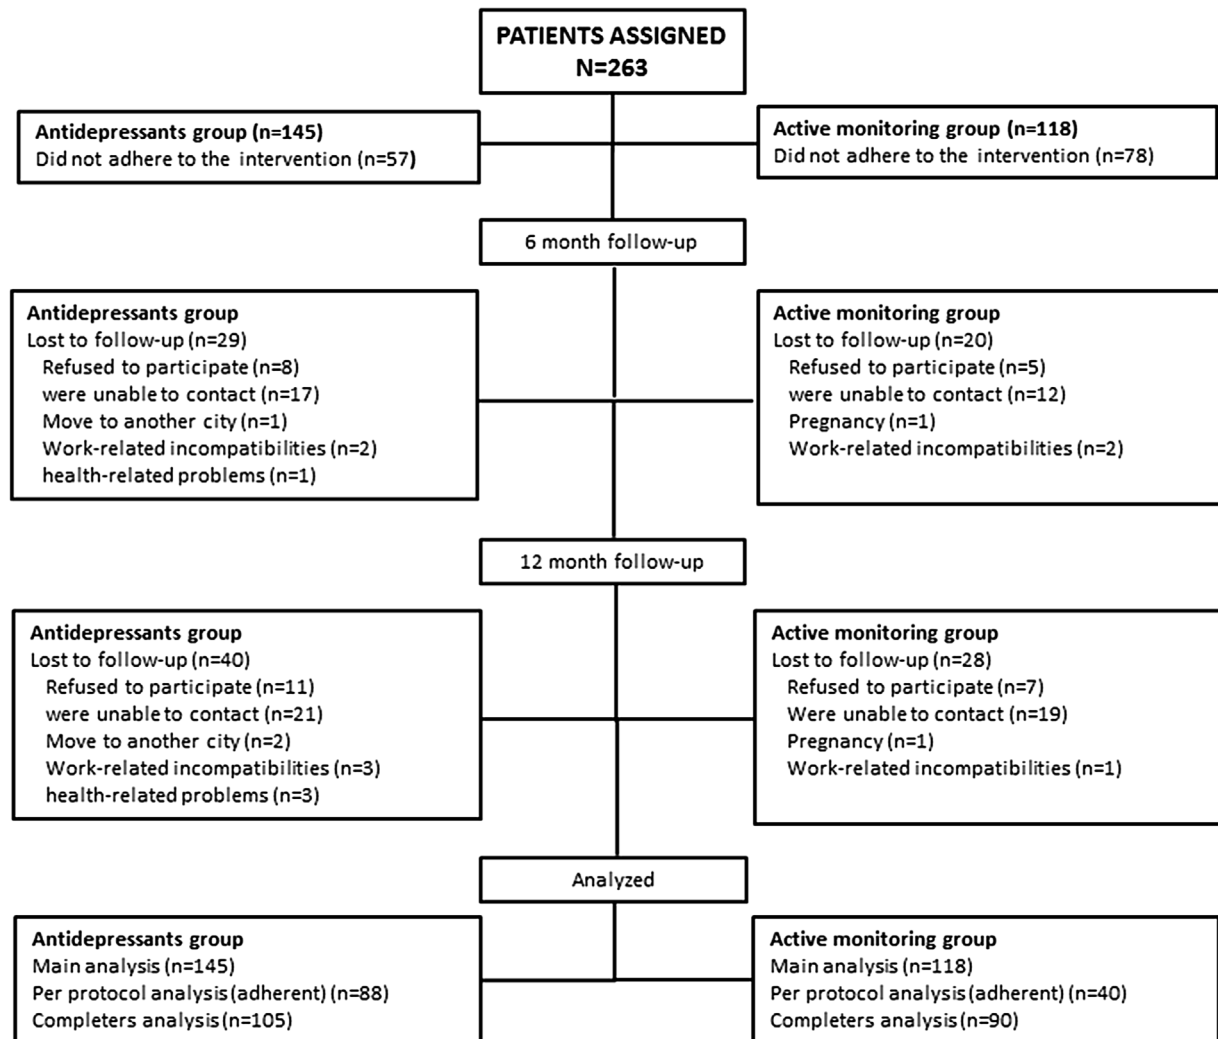 PATIENTS ASSIGNED
N=263
Antidepressants group (n=145)
Did not adhere to the intervention (n=57)
Active monitoring group (n=118)
Did not adhere to the intervention (n=78)
6 month follow-up
Antidepressants group
Lost to follow-up (n=29)
Refused to participate (n=8)
were unable to contact (n=17)
Move to another city (n=1)
Work-related incompatibilities (n=2)
health-related problems (n=1)
Active monitoring group
Lost to follow-up (n=20)
Refused to participate (n=5)
were unable to contact (n=12)
Pregnancy (n=1)
Work-related incompatibilities (n=2)
12 month follow-up
Antidepressants group
Lost to follow-up (n=40)
Refused to participate (n=11)
were unable to contact (n=21)
Move to another city (n=2)
Work-related incompatibilities (n=3)
health-related problems (n=3)
Active monitoring group
Lost to follow-up (n=28)
Refused to participate (n=7)
Were unable to contact (n=19)
Pregnancy (n=1)
Work-related incompatibilities (n=1)
Analyzed
Antidepressants group
Main analysis (n=145)
Per protocol analysis (adherent) (n=88)
Completers analysis (n=105)
Active monitoring group
Main analysis (n=118)
Per protocol analysis (adherent) (n=40)
Completers analysis (n=90)